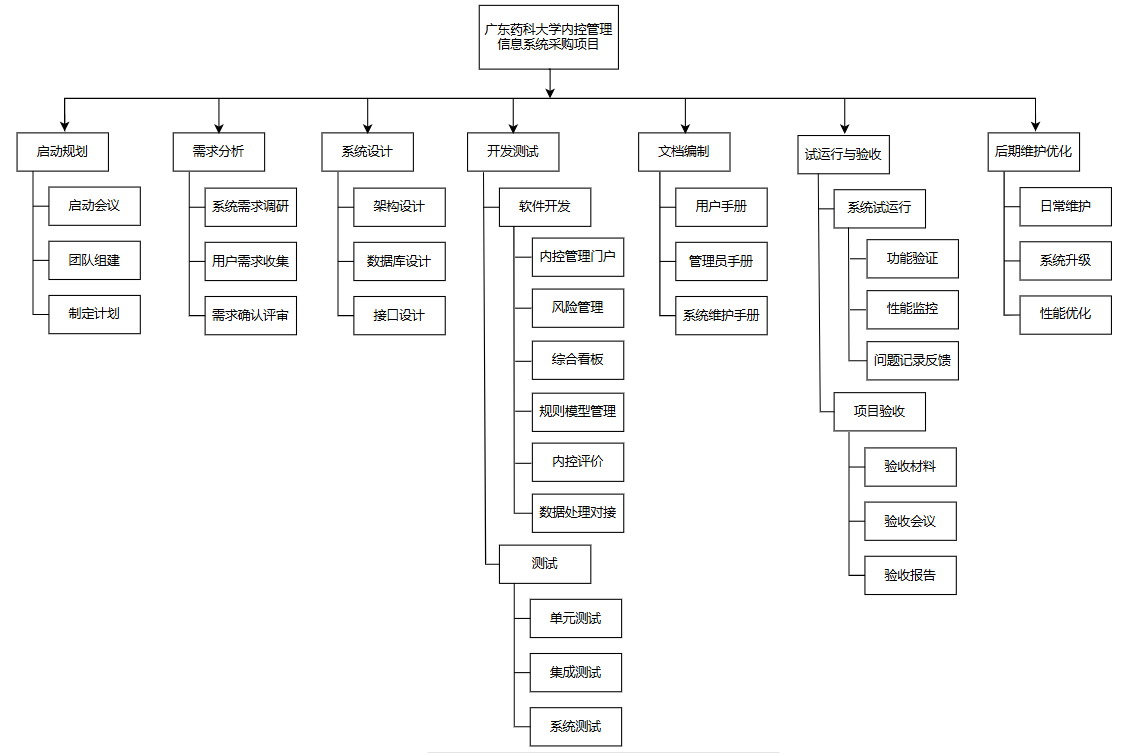 广东药科大学内控管理
信息系统采购项目
启动规划
启动会议
团队组建
制定计划
需求分析
系统需求调研
用户需求收集
需求确认评审
系统设计
架构设计
数据库设计
接口设计
开发测试
软件开发
内控管理门户
风险管理
综合看板
规则模型管理
内控评价
数据处理对接
测试
单元测试
集成测试
系统测试
文档编制
用户手册
管理员手册
系统维护手册
试运行与验收
系统试运行
功能验证
性能监控
问题记录反馈
项目验收
验收材料
验收会议
验收报告
后期维护优化
日常维护
系统升级
性能优化